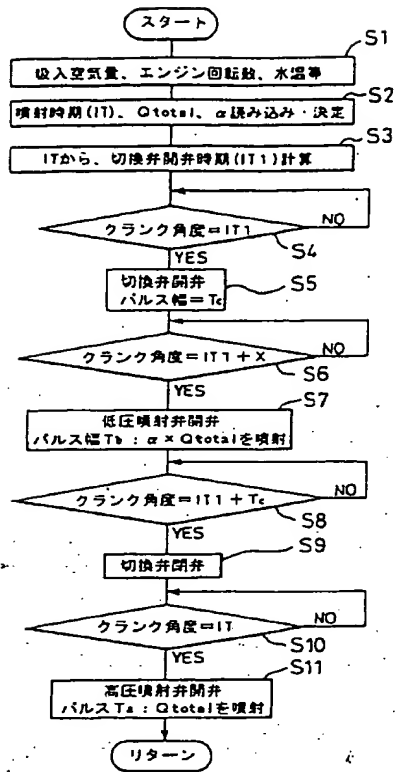 スタート
S1
吸入空気量、エンジン回転数、水温等
S2
噴射時期(IT)、Qtotal、α読み込み・決定
S3
ITから、切換弁開弁時期(IT1)計算
クランク角度=IT1
NO
S4
YES
切換弁開弁
パルス幅=Tc
S5
クランク角度=IT1+X
NO
S6
YES
S7
低圧噴射弁開弁
パルス幅Tb:α×Qtotalを噴射
クランク角度=IT1+Tc
NO
S8
YES
S9
切換弁閉弁
クランク角度=IT
NO
S10
YES
S11
高圧噴射弁開弁
パルスTa:Qtotalを噴射
リターン